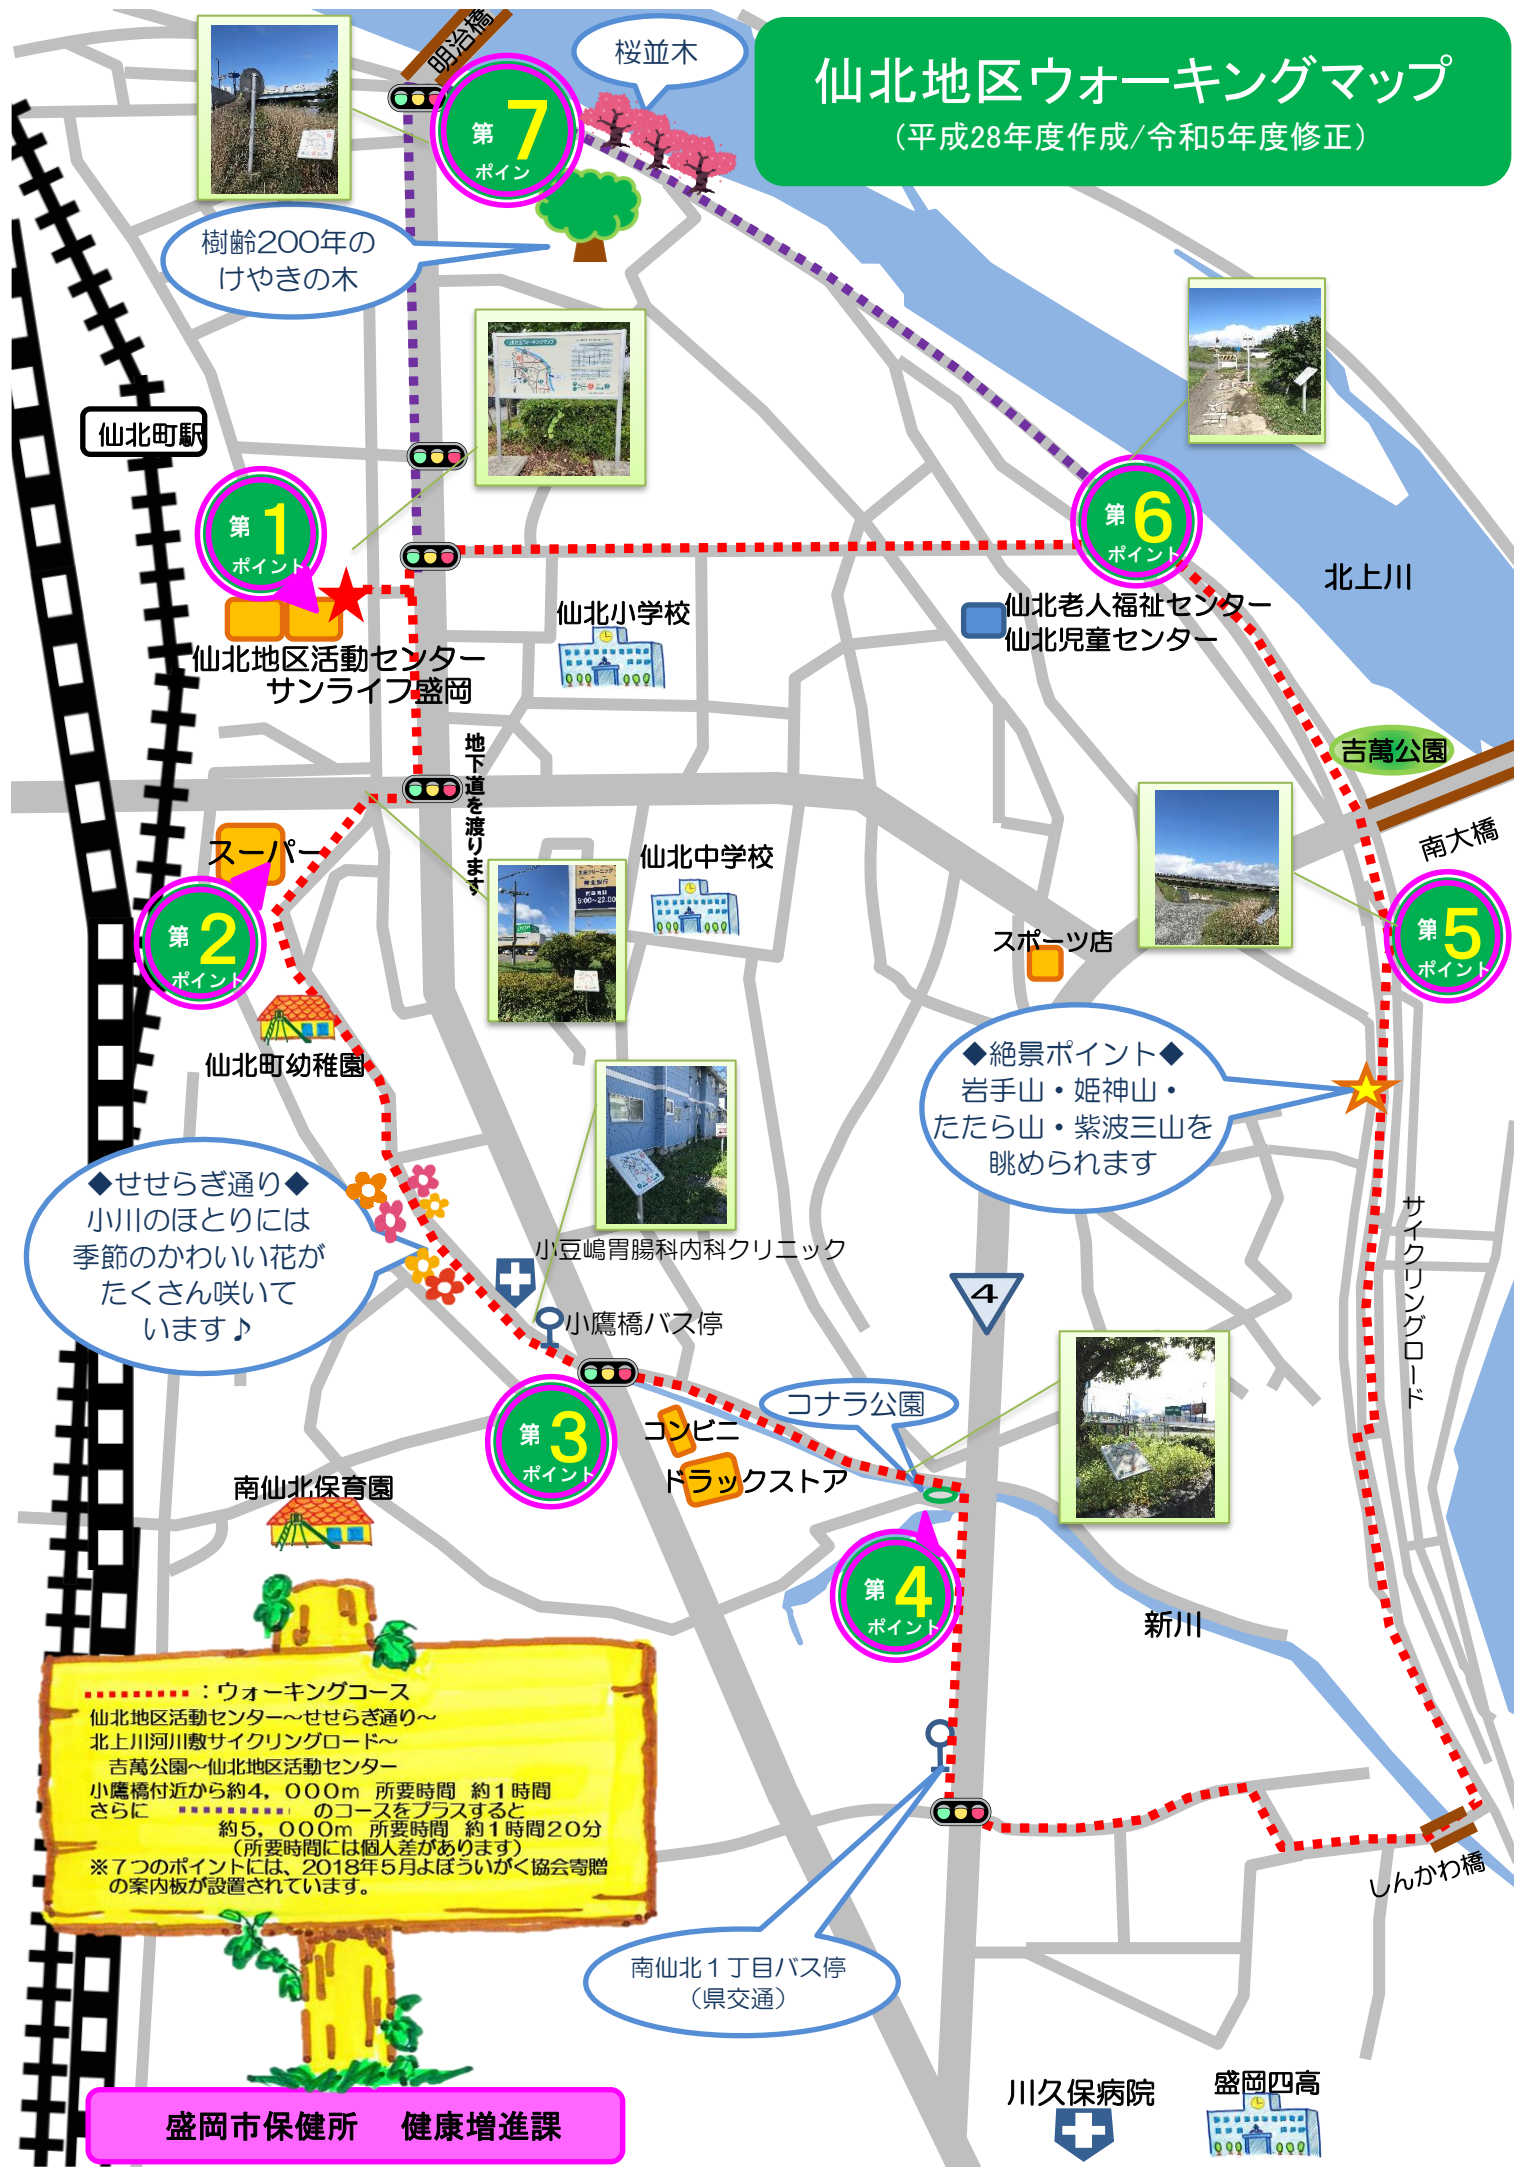 仙北地区ウォーキングマップ
（平成28年度作成/令和5年度修正）
明治橋
桜並木
第7
ポイン
樹齢200年の
けやきの木
仙北町駅
第1
ポイント
仙北地区活動センター
サンライフ盛岡
仙北小学校
第6
ポイント
北上川
仙北老人福祉センター
仙北児童センター
吉萬公園
南大橋
地下道を渡ります
スーパー
第2
ポイント
仙北中学校
スポーツ店
第5
ポイント
仙北町幼稚園
◆絶景ポイント◆
岩手山・姫神山・
たたら山・紫波三山を
眺められます
◆せせらぎ通り◆
小川のほとりには
季節のかわいい花が
たくさん咲いて
います♪
サイクリングロード
小豆嶋胃腸科内科クリニック
小鷹橋バス停
4
コナラ公園
第3
ポイント
コンビニ
ドラックストア
南仙北保育園
第4
ポイント
新川
：ウォーキングコース
仙北地区活動センター～せせらぎ通り～
北上川河川敷サイクリングロード～
吉萬公園～仙北地区活動センター
小鷹橋付近から約4，000m 所要時間 約1時間
さらに のコースをプラスすると
約5，000m 所要時間 約1時間20分
（所要時間には個人差があります）
※７つのポイントには、2018年5月よぼういがく協会寄贈
の案内板が設置されています。
しんかわ橋
南仙北１丁目バス停
（県交通）
川久保病院
盛岡四高
盛岡市保健所 健康増進課